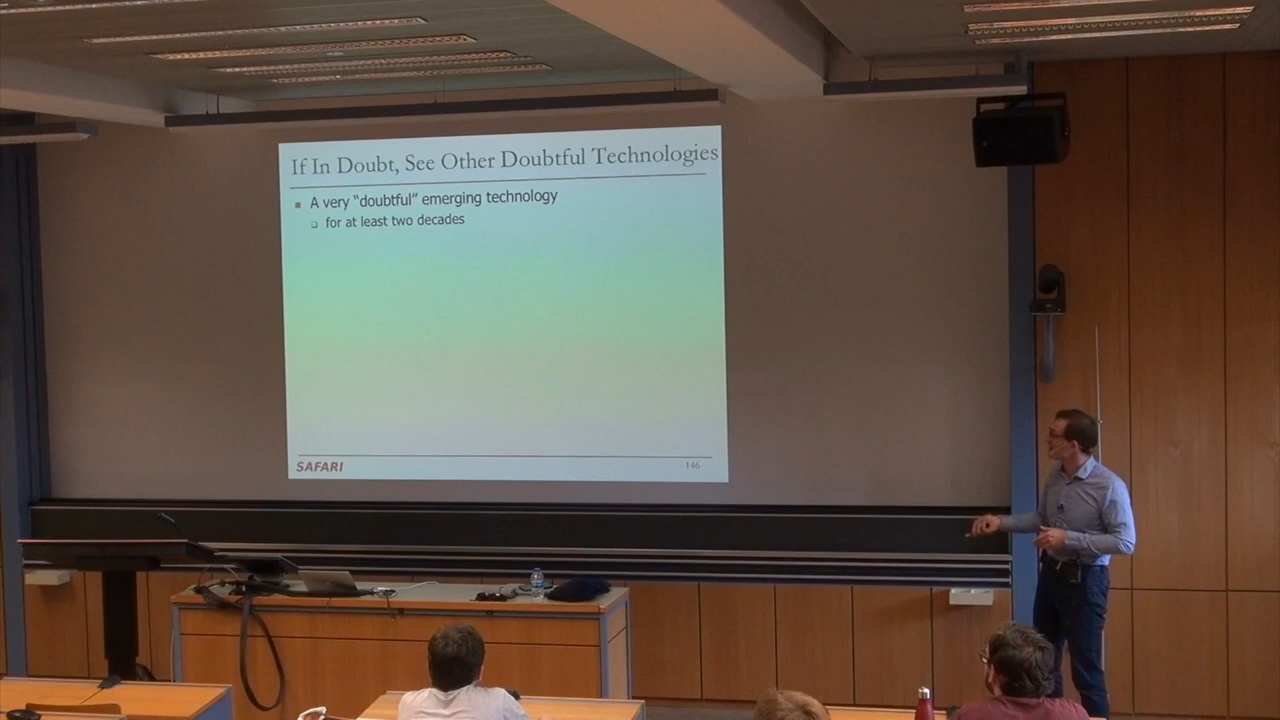 If In Doubt, See Other Doubtful Technologies
A very “doubtful” emerging technology
for at least two decades
SAFARI
146